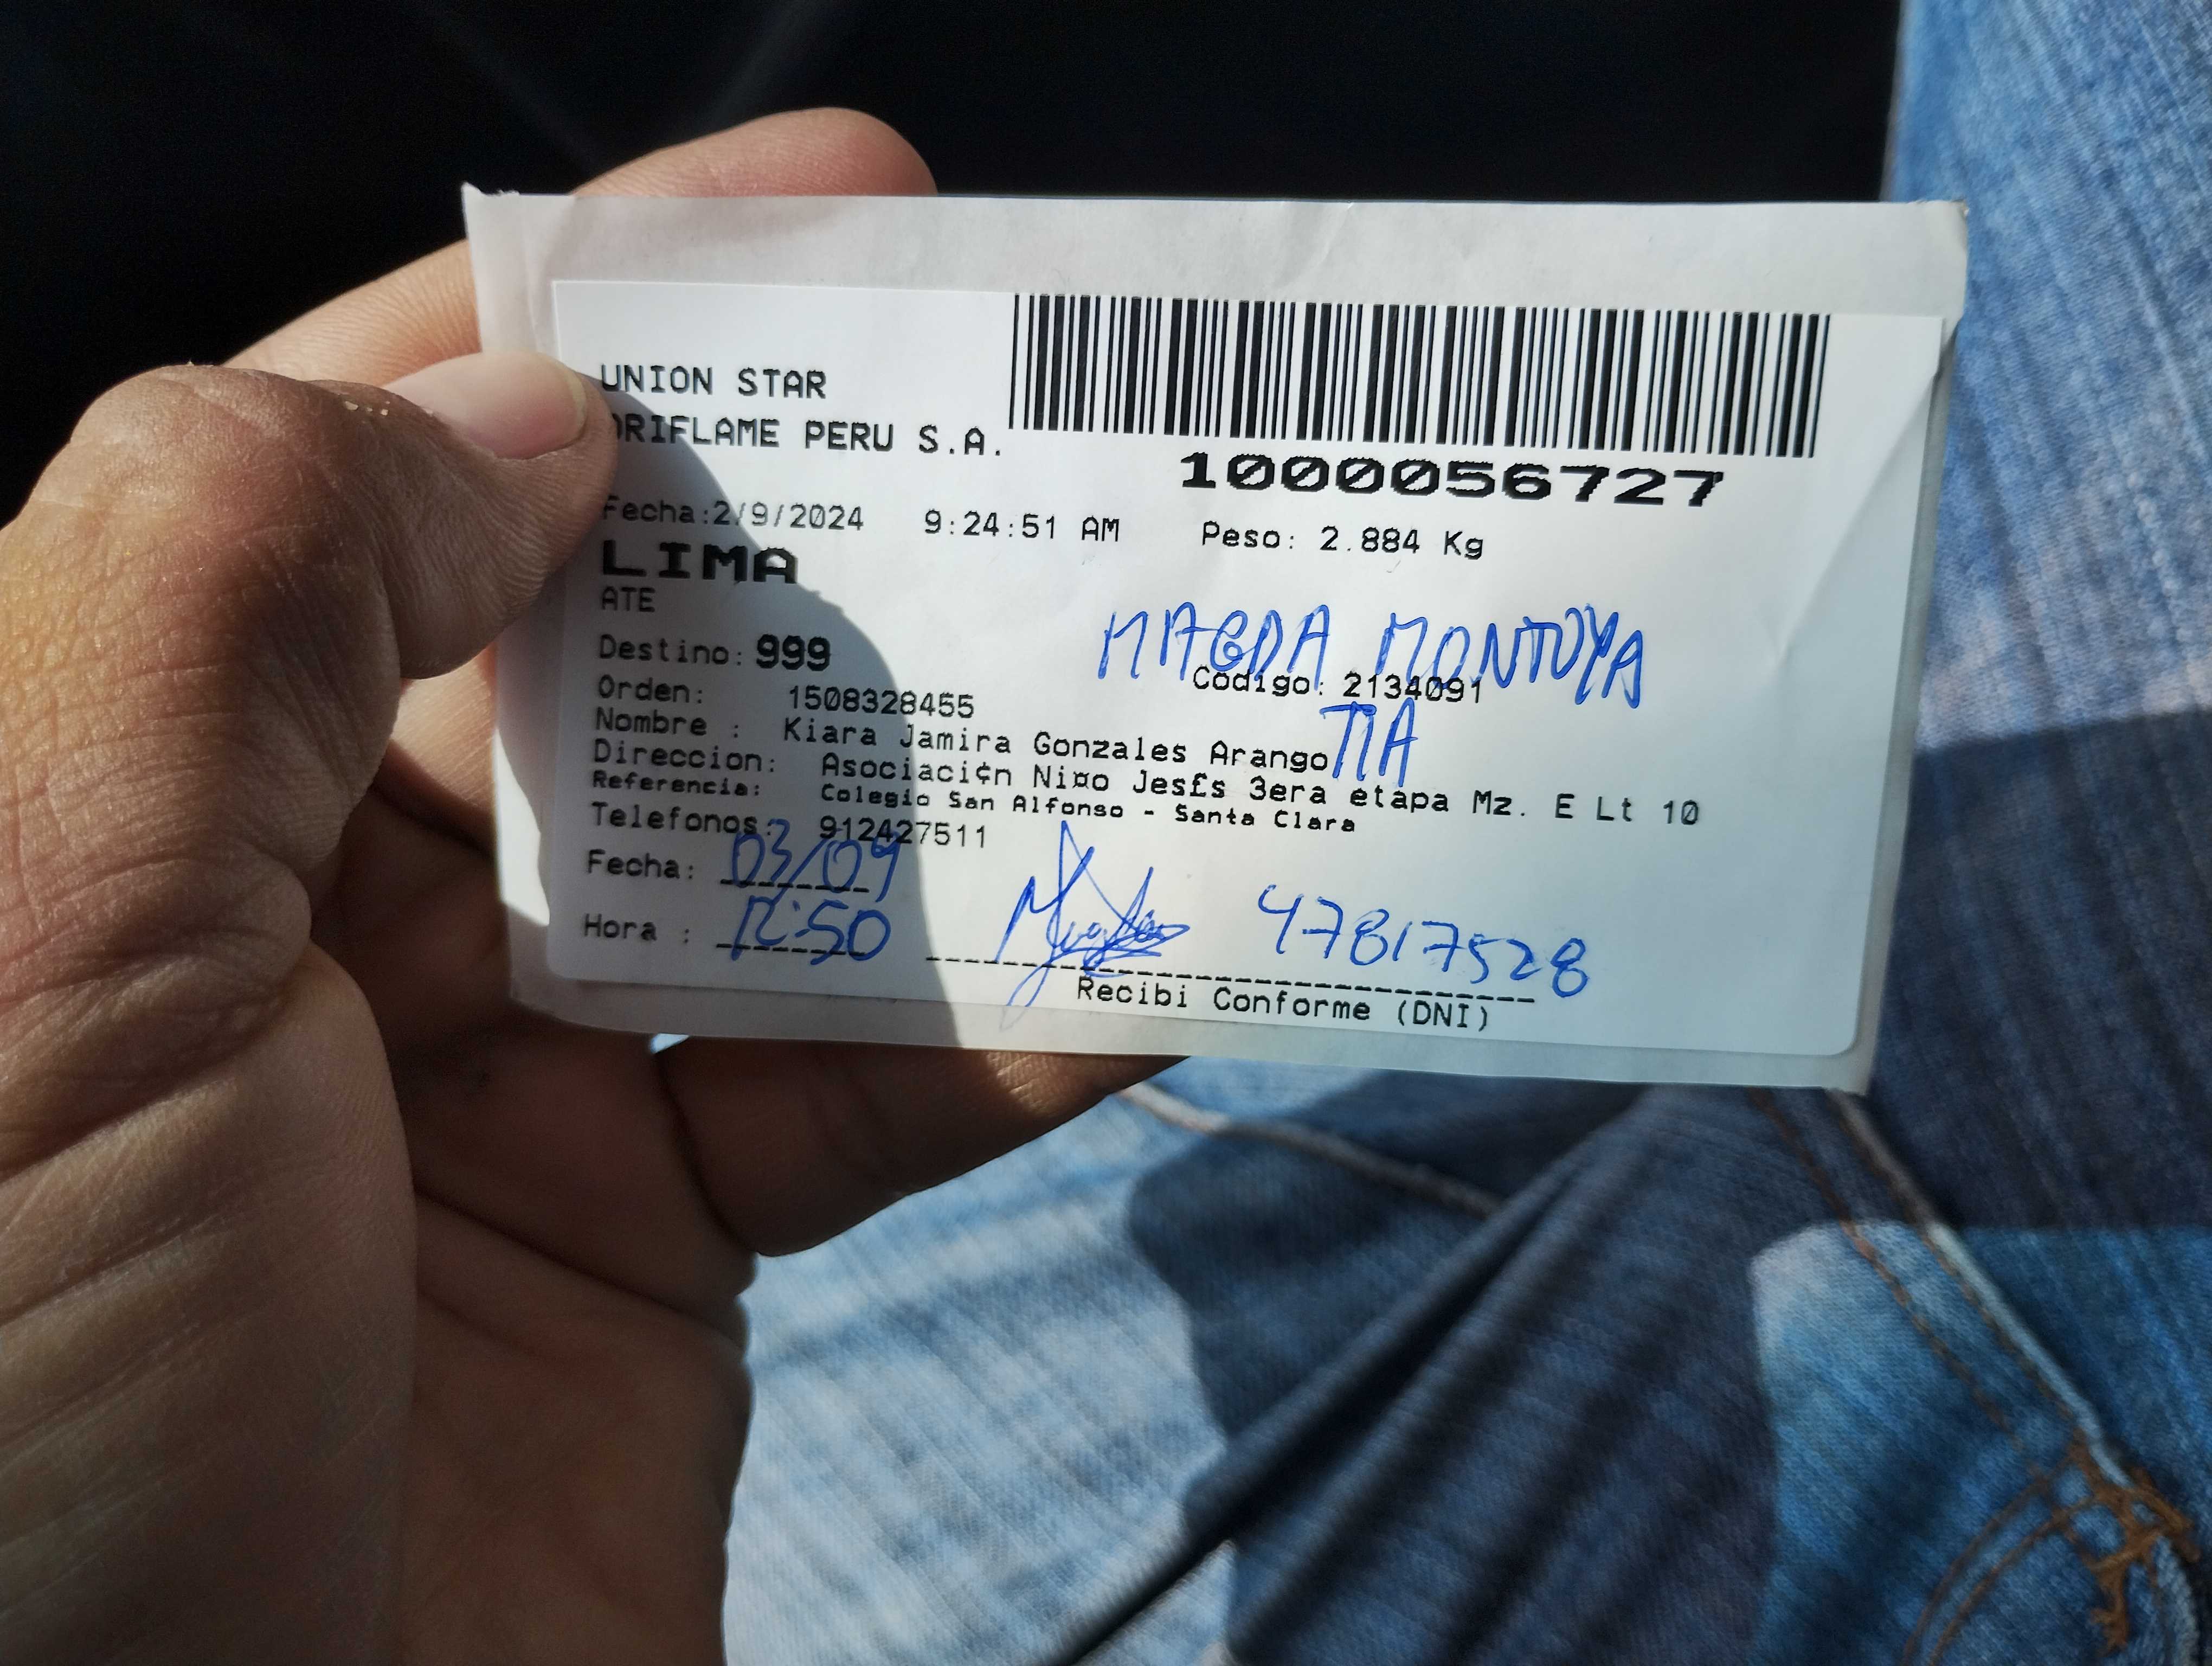 UNION STAR
ORIFLAME PERU S.A.
1000056727
Fecha:2/9/2024 9:24:51 AM Peso: 2.884 Kg
LIMA
ATE
MAGDA MONTOYA
Destino: 999
Codigo: 2134091
Orden: 1508328455
TIA
Nombre : Kiara Jamira Gonzales Arango
Direccion: Asociaci¢n Ni¤o Jes£s 3era etapa Mz. E Lt 10
Referencia: Colegio San Alfonso - Santa Clara
Telefonos: 912427511
Fecha: 03/09
Hora : 12:50 47817528
Recibi Conforme (DNI)